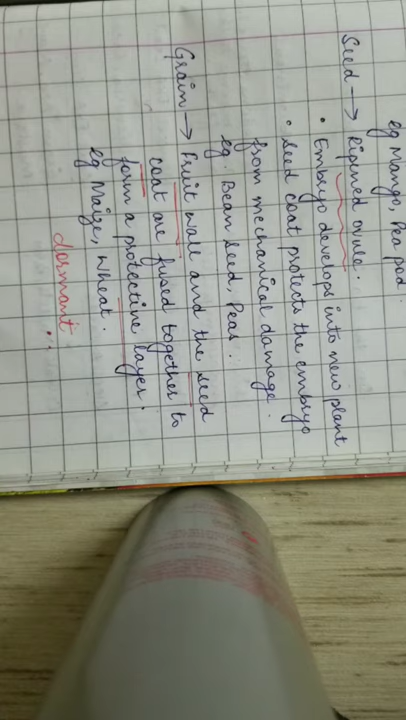 eg Mango, Pea pod.
Seed → Ripened ovule.
• Embryo develops into new plant
• Seed coat protects the embryo
from mechanical damage.
eg. Bean seed, Peas.
Grain → Fruit wall and the seed
coat are fused together to
form a protective layer.
eg Maize, wheat.
dormant...